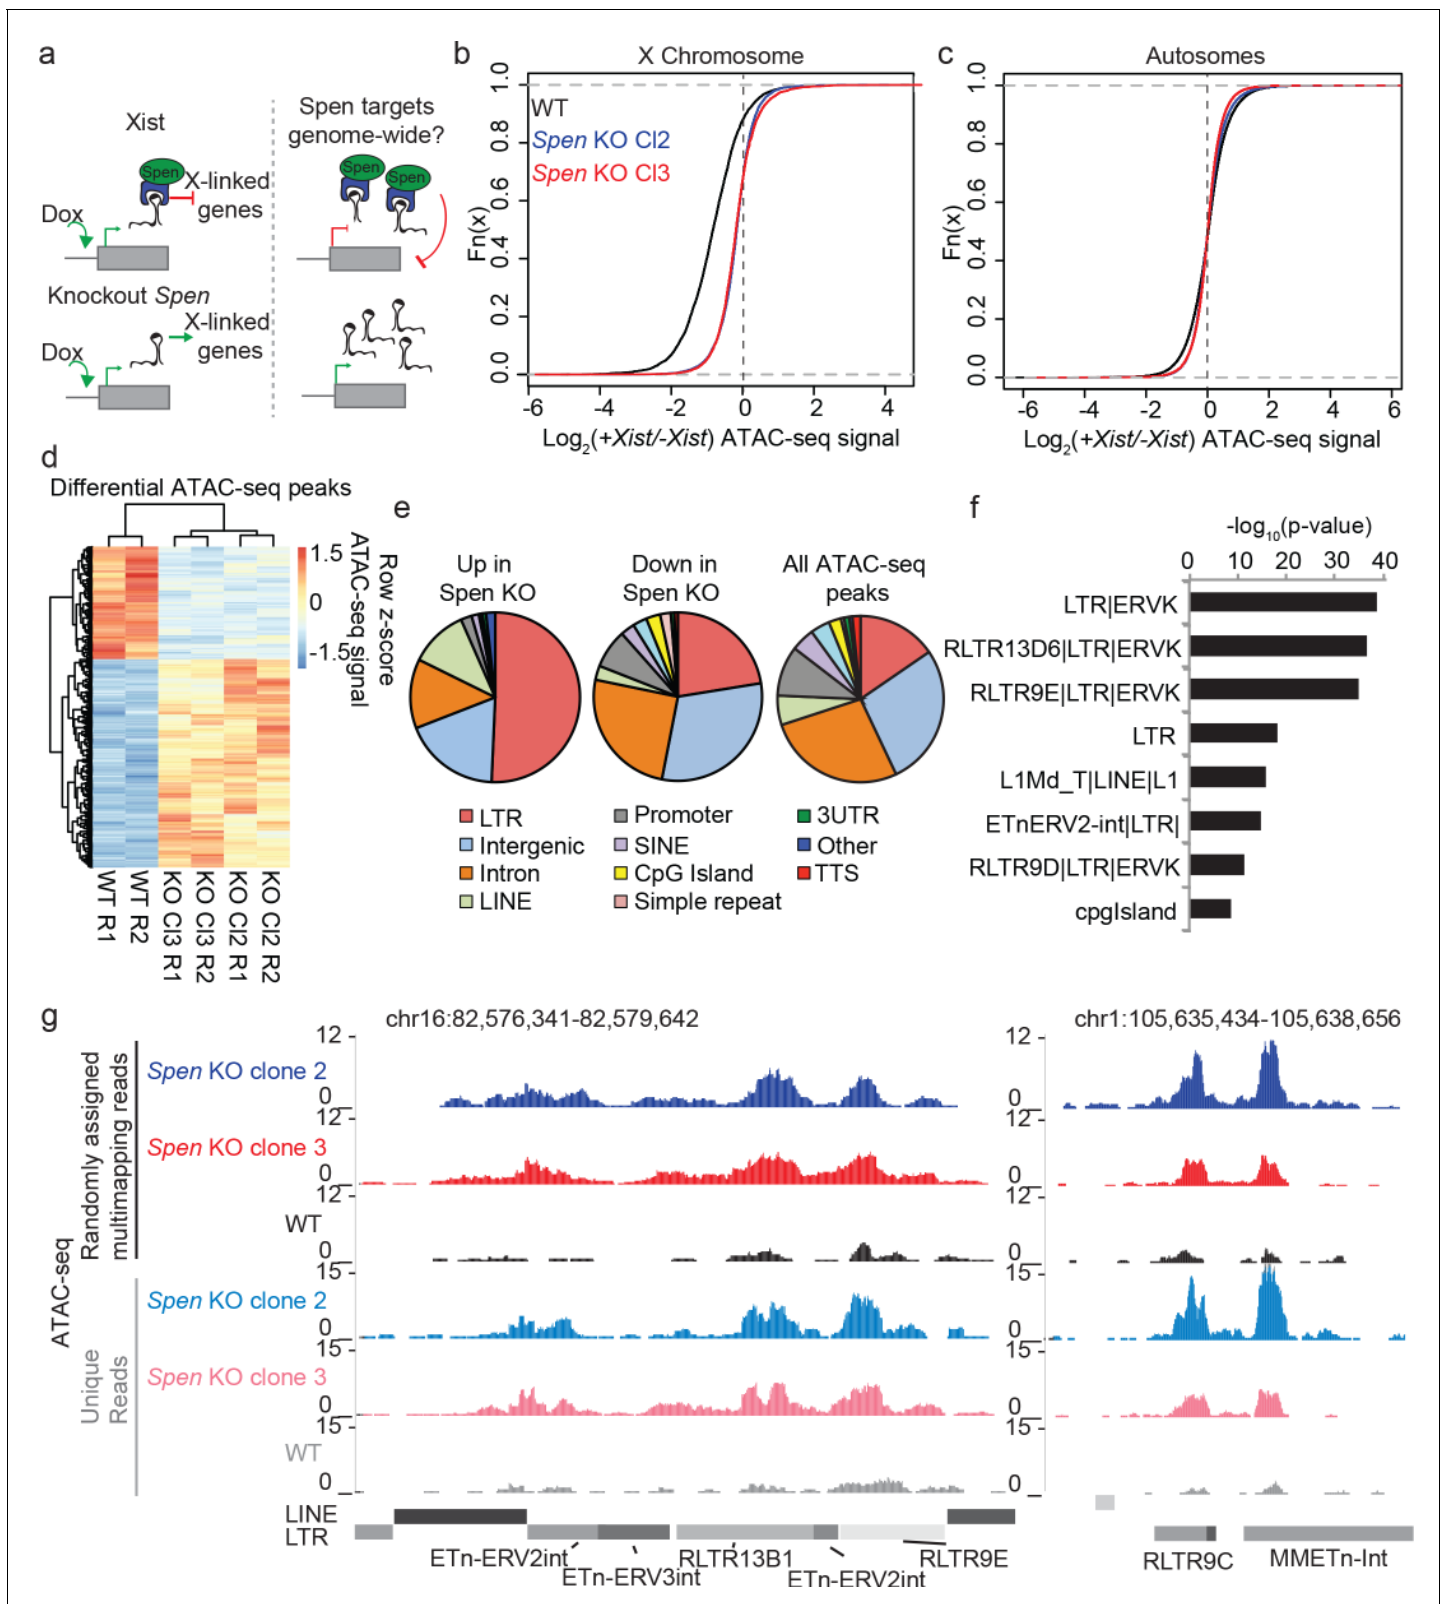 a
Xist
Spen
X-linked
genes
Dox
Knockout Spen
X-linked
genes
Dox
Spen targets
genome-wide?
Spen
Spen
b
X Chromosome
WT
Spen KO Cl2
Spen KO Cl3
Fn(x)
0.0 0.2 0.4 0.6 0.8 1.0
-6 -4 -2 0 2 4
Log2(+Xist/-Xist) ATAC-seq signal
c
Autosomes
Fn(x)
0.0 0.2 0.4 0.6 0.8 1.0
-6 -4 -2 0 2 4 6
Log2(+Xist/-Xist) ATAC-seq signal
d
Differential ATAC-seq peaks
1.5
0
-1.5
Row z-score
ATAC-seq signal
WT R1
WT R2
KO Cl3 R1
KO Cl3 R2
KO Cl2 R1
KO Cl2 R2
e
Up in
Spen KO
Down in
Spen KO
All ATAC-seq
peaks
LTR
Intergenic
Intron
LINE
Promoter
SINE
CpG Island
Simple repeat
3UTR
Other
TTS
f
-log10(p-value)
0 10 20 30 40
LTR|ERVK
RLTR13D6|LTR|ERVK
RLTR9E|LTR|ERVK
LTR
L1Md_T|LINE|L1
ETnERV2-int|LTR|
RLTR9D|LTR|ERVK
cpgIsland
g
chr16:82,576,341-82,579,642
chr1:105,635,434-105,638,656
ATAC-seq
Randomly assigned
multimapping reads
Spen KO clone 2
12
0
12
0
Spen KO clone 3
12
0
12
0
WT
12
0
12
0
Unique
Reads
Spen KO clone 2
15
0
15
0
Spen KO clone 3
15
0
15
0
WT
15
0
15
0
LINE
LTR
ETn-ERV2int
ETn-ERV3int
RLTR13B1
ETn-ERV2int
RLTR9E
RLTR9C
MMETn-Int